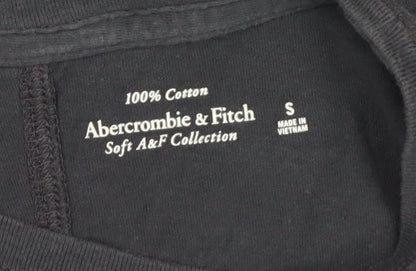 100% Cotton
Abercrombie & Fitch
Soft A&F Collection
S
MADE IN
VIETNAM